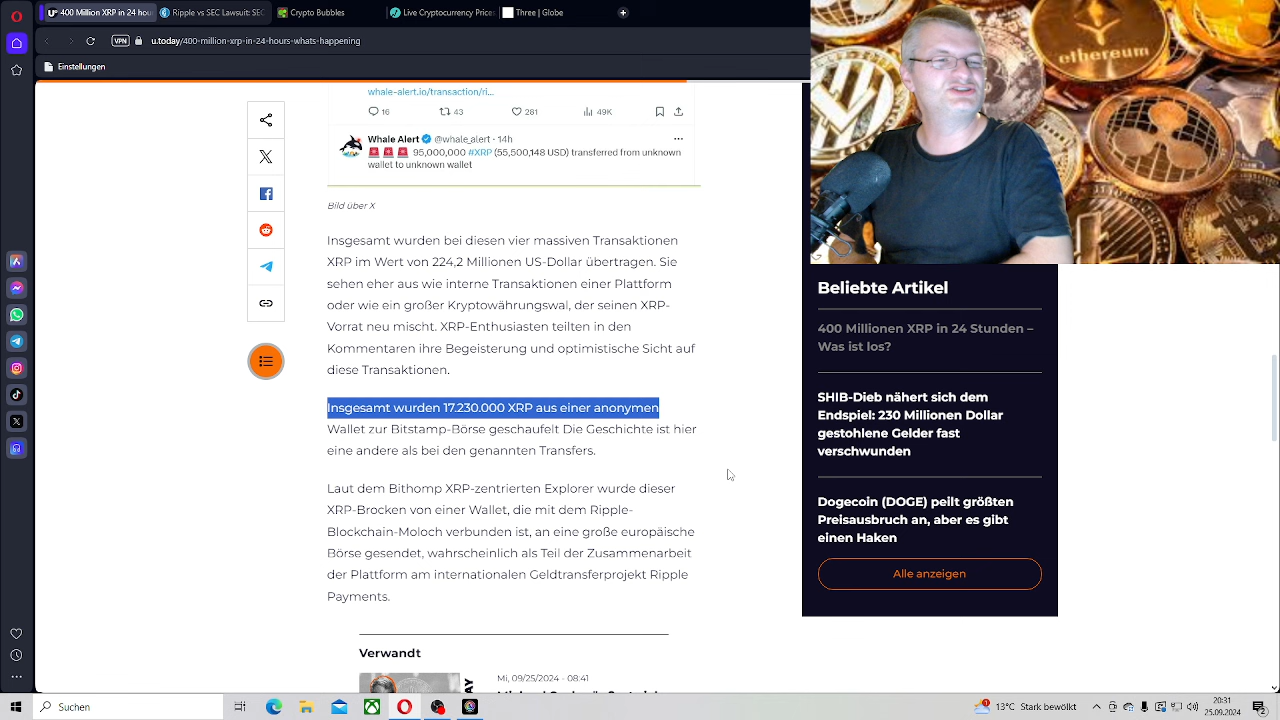 400 Million XRP in 24 Hours:
Ripple vs SEC Lawsuit: SEC
Crypto Bubbles
Live Cryptocurrency Prices
Three | Globe
VPN
u.today/400-million-xrp-in-24-hours-whats-happening
Einstellungen
whale-alert.io/transaction/ri...
16
43
281
49K
Whale Alert @whale_alert · 14h
95,000,000 #XRP (55,500,148 USD) transferred from unknown
wallet to unknown wallet
Bild über X
Insgesamt wurden bei diesen vier massiven Transaktionen
XRP im Wert von 224,2 Millionen US-Dollar übertragen. Sie
sehen eher aus wie interne Überweisungen einer Plattform
oder wie ein großer Kryptowährungswal, der seinen XRP-
Vorrat neu mischt. XRP-Enthusiasten teilten in den
Kommentare ihre Begeisterung und optimistische Sicht auf
diese Transaktionen.
Insgesamt wurden 17.230.000 XRP aus einer anonymen
Wallet zur Bitstamp-Börse geschaufelt Die Geschichte ist hier
eine andere als bei den oben genannten Transfers.
Laut dem Bithomp XRP-zentrierten Explorer wurden dieser
XRP-Brocken von einer Wallet, die mit dem Ripple-
Blockchain-Moloch verbunden ist, an eine große europäische
Börse gesendet, wahrscheinlich als Teil der Zusammenarbeit
der Plattform am internationalen Geldtransferprojekt Ripple
Payments.
Verwandt
Mi, 09/25/2024 - 08:41
Beliebte Artikel
400 Millionen XRP in 24 Stunden –
Was ist los?
SHIB-Dieb nähert sich dem
Endspiel: 230 Millionen Dollar
gestohlene Gelder fast
verschwunden
Dogecoin (DOGE) peilt größten
Preisausbruch an, aber es gibt
einen Haken
Alle anzeigen
ethereum
Suchen
13°C
20:31
25.09.2024